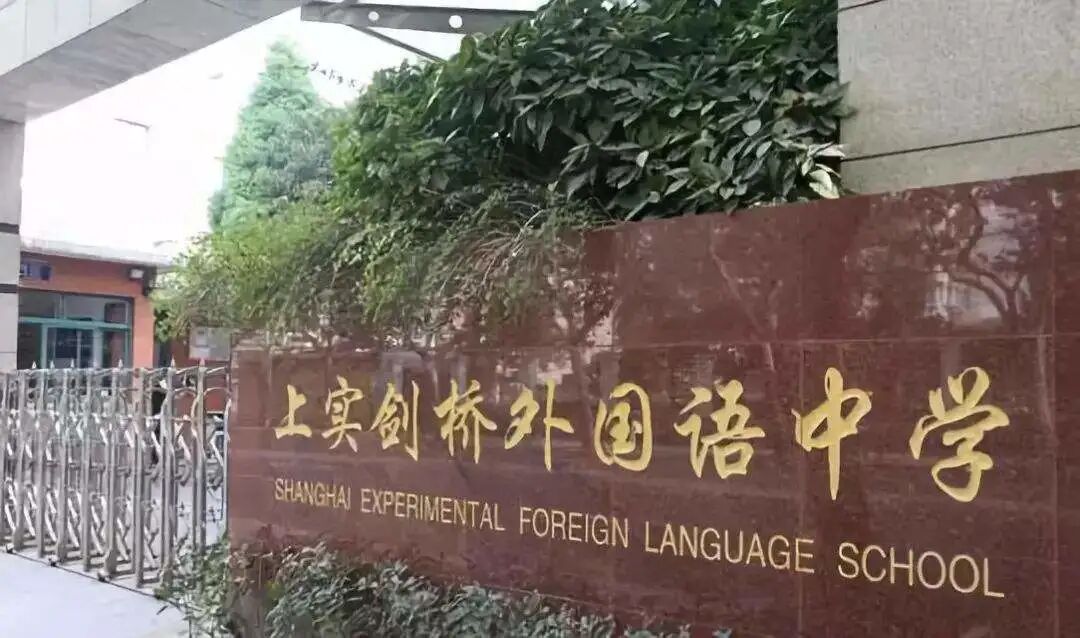 上实剑桥外国语中学
SHANGHAI EXPERIMENTAL FOREIGN LANGUAGE SCHOOL